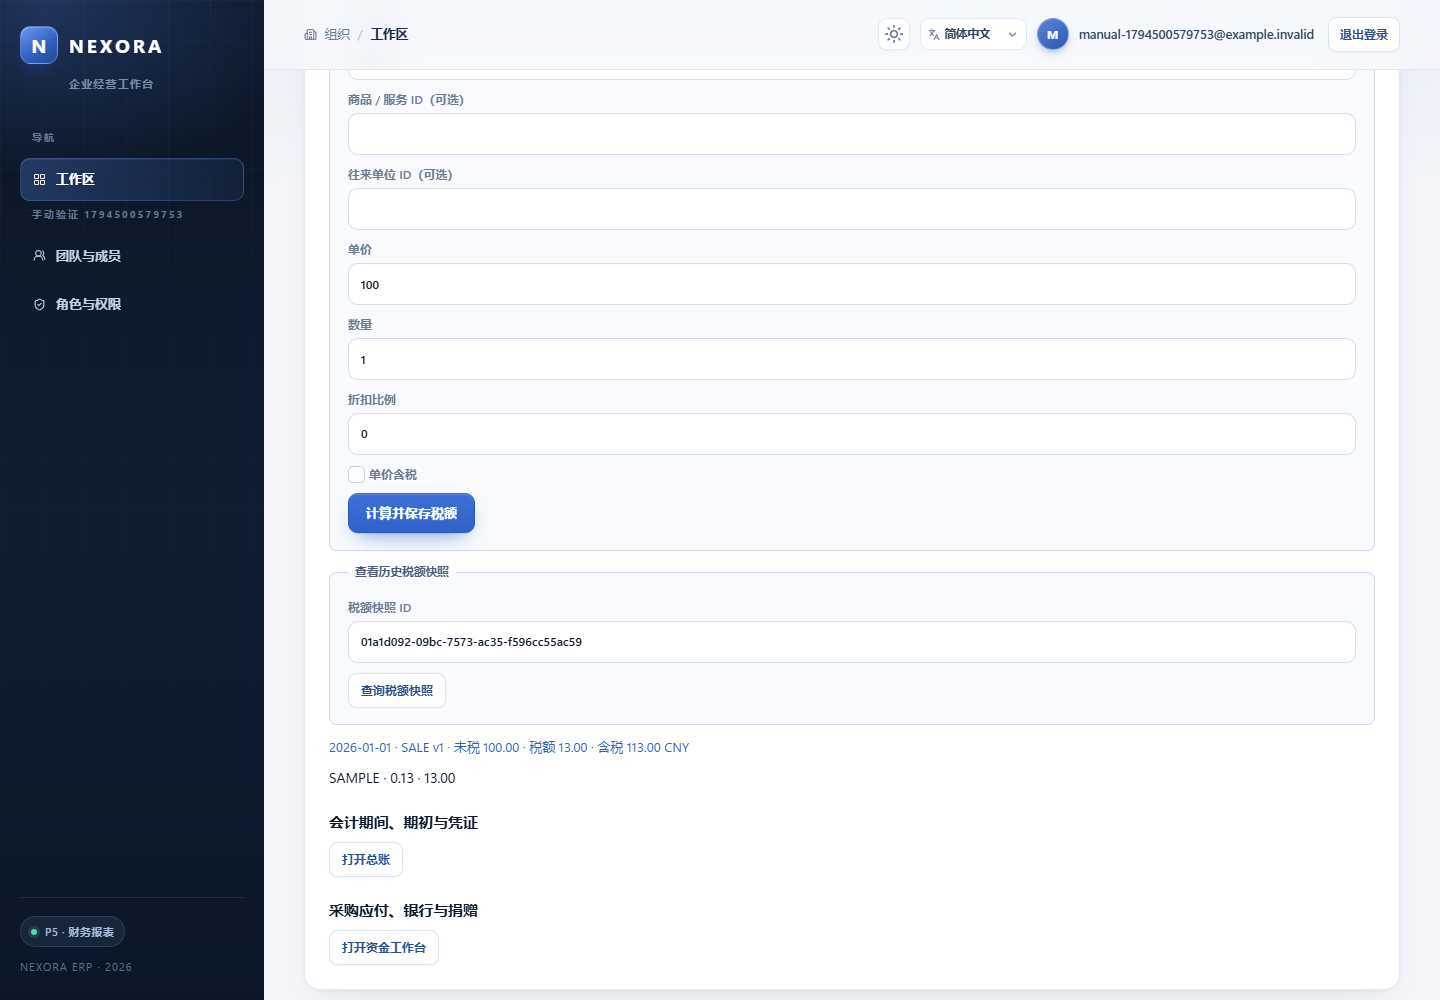 N NEXORA
企业经营工作台
导航
工作区
手动验证 1794500579753
团队与成员
角色与权限
P5 · 财务报表
NEXORA ERP · 2026
组织 / 工作区
简体中文
M
manual-1794500579753@example.invalid
退出登录
商品 / 服务 ID（可选）
往来单位 ID（可选）
单价
100
数量
1
折扣比例
0
单价含税
计算并保存税额
查看历史税额快照
税额快照 ID
01a1d092-09bc-7573-ac35-f596cc55ac59
查询税额快照
2026-01-01 · SALE v1 · 未税 100.00 · 税额 13.00 · 含税 113.00 CNY
SAMPLE · 0.13 · 13.00
会计期间、期初与凭证
打开总账
采购应付、银行与捐赠
打开资金工作台